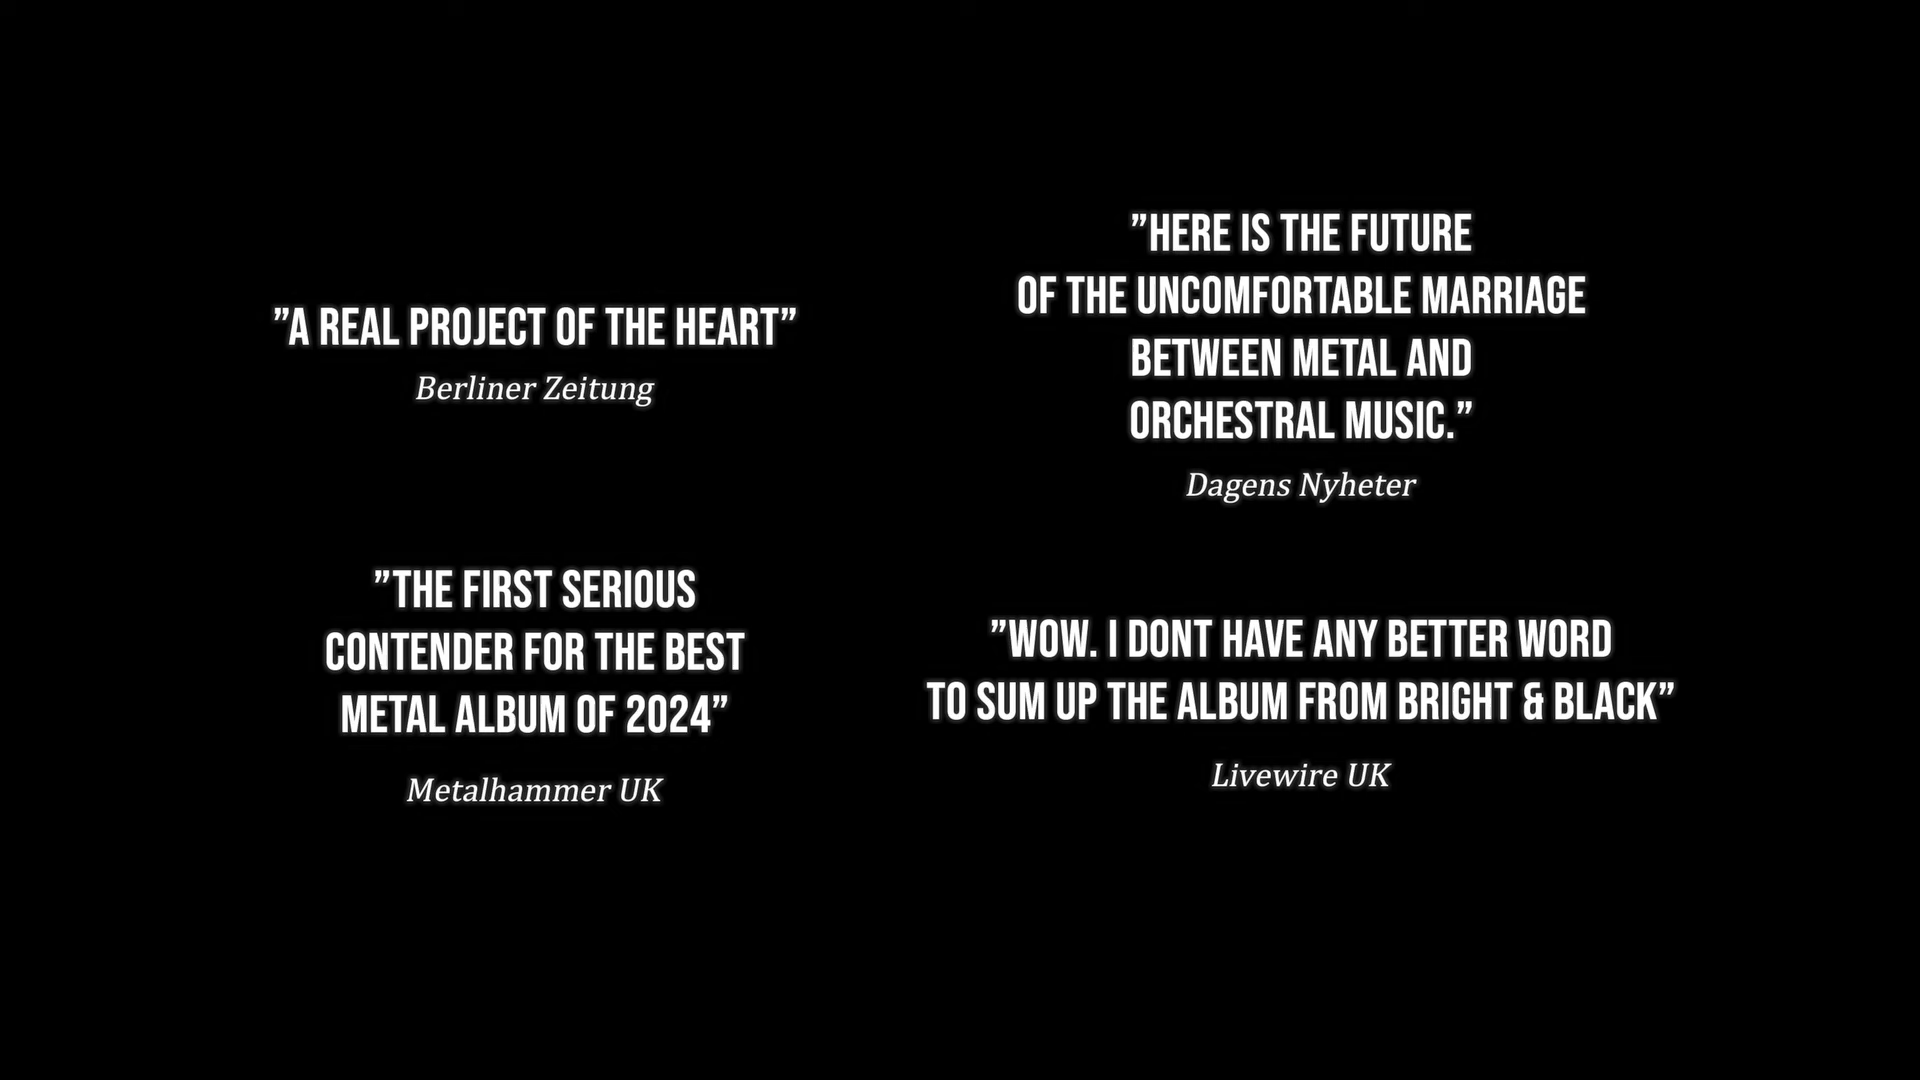 ”A REAL PROJECT OF THE HEART”
Berliner Zeitung
”HERE IS THE FUTURE
OF THE UNCOMFORTABLE MARRIAGE
BETWEEN METAL AND
ORCHESTRAL MUSIC.”
Dagens Nyheter
”THE FIRST SERIOUS
CONTENDER FOR THE BEST
METAL ALBUM OF 2024”
Metalhammer UK
”WOW. I DONT HAVE ANY BETTER WORD
TO SUM UP THE ALBUM FROM BRIGHT & BLACK”
Livewire UK